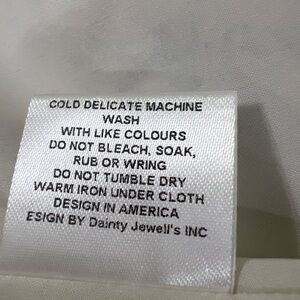 COLD DELICATE MACHINE
WASH
WITH LIKE COLOURS
DO NOT BLEACH, SOAK,
RUB OR WRING
DO NOT TUMBLE DRY
WARM IRON UNDER CLOTH
DESIGN IN AMERICA
ESIGN BY Dainty Jewell's INC